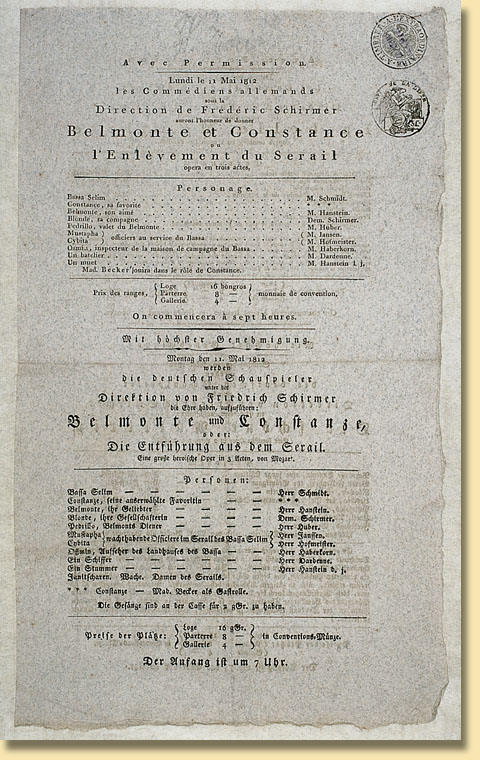 Avec Permission.
Lundi le 11 Mai 1812
les Commédiens allemands
sous la
Direction de Fréderic Schirmer
auront l'honneur de donner
Belmonte et Constance
ou
l'Enlèvement du Serail
opera en trois actes.
Personage.
Bassa Selim M. Schmidt.
Constance, sa favorite * * *
Belmonte, son aimé M. Hanstein.
Blonde, sa compagne Dem. Schirmer.
Pedrillo, valet du Belmonte M. Huber.
Mustapha } officiers au service du Bassa { M. Jansen.
Cybita M. Hofmeister.
Osmin, inspecteur de la maison de campagne du Bassa M. Haberkorn.
Un batelier M. Dardenne.
Un muet M. Hanstein l. j.
Mad. Becker jouira dans le rôle de Constance.
Loge 16 bongros
Prix des ranges, Parterre 8 — monnaie de convention,
Gallerie 4 —
On commencera à sept heures.
Mit höchster Genehmigung.
Montag den 11. Mai 1812
werden
die deutschen Schauspieler
unter der
Direktion von Friedrich Schirmer
die Ehre haben, aufzuführen:
Belmonte und Constanze,
oder:
Die Entführung aus dem Serail.
Eine große heroische Oper in 3 Acten, von Mozart.
Personen:
Bassa Selim — — — — — Herr Schmidt.
Constanze, seine auserwählte Favoritin — — — * * *
Belmonte, ihr Geliebter — — — — Herr Hanstein.
Blonde, ihre Gesellschafterin — — — — Dem. Schirmer.
Pedrillo, Belmonts Diener — — — — Herr Huber.
Mustapha } wachthabende Officiere im Serail des Bassa Selim { Herr Janssen.
Cybita Herr Hofmeister.
Osmin, Aufseher des Landhauses des Bassa — — Herr Haberkorn.
Ein Schiffer — — — — — Herr Dardenne.
Ein Stummer — — — — — Herr Hanstein d. j.
Janitscharen. Wache. Damen des Serails.
* * * Constanze — Mad. Becker als Gastrolle.
Die Gesänge sind an der Casse für 2 gGr. zu haben.
Loge 16 gGr.
Preise der Plätze: Parterre 8 — in Conventions-Münze.
Gallerie 4 —
Der Anfang ist um 7 Uhr.